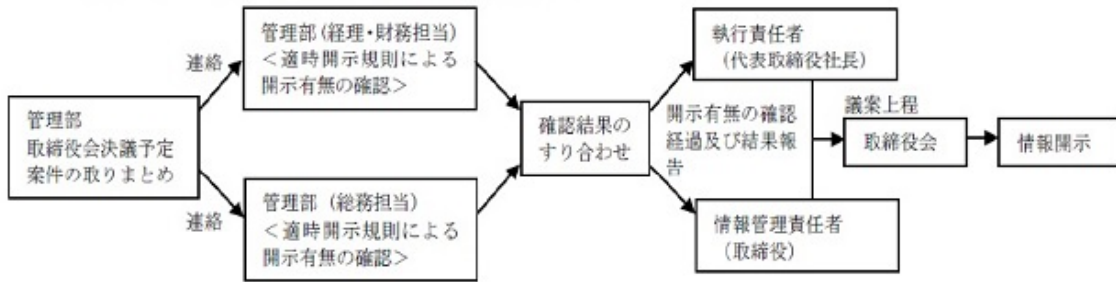 管理部
取締役会決議予定
案件の取りまとめ
連絡
連絡
管理部（経理・財務担当）
＜適時開示規則による
開示有無の確認＞
管理部（総務担当）
＜適時開示規則による
開示有無の確認＞
確認結果の
すり合わせ
執行責任者
（代表取締役社長）
開示有無の確認
経過及び結果報
告
情報管理責任者
（取締役）
議案上程
取締役会
情報開示